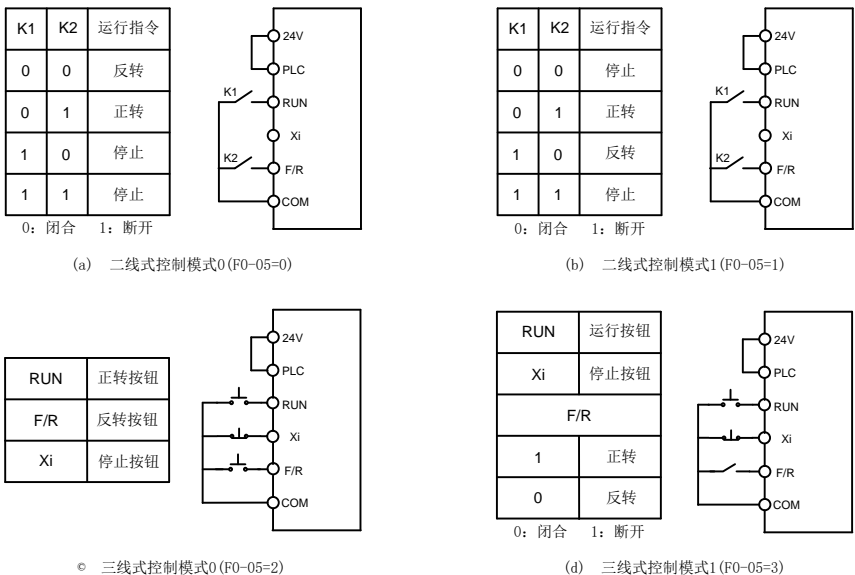 K1 K2 运行指令
0 0 反转
0 1 正转
1 0 停止
1 1 停止
0：闭合 1：断开
24V
PLC
K1
RUN
Xi
K2
F/R
COM
(a) 二线式控制模式0(F0-05=0)
K1 K2 运行指令
0 0 停止
0 1 正转
1 0 反转
1 1 停止
0：闭合 1：断开
24V
PLC
K1
RUN
Xi
K2
F/R
COM
(b) 二线式控制模式1(F0-05=1)
RUN 正转按钮
F/R 反转按钮
Xi 停止按钮
24V
PLC
RUN
Xi
F/R
COM
© 三线式控制模式0(F0-05=2)
RUN 运行按钮
Xi 停止按钮
F/R
1 正转
0 反转
0：闭合 1：断开
24V
PLC
RUN
Xi
F/R
COM
(d) 三线式控制模式1(F0-05=3)